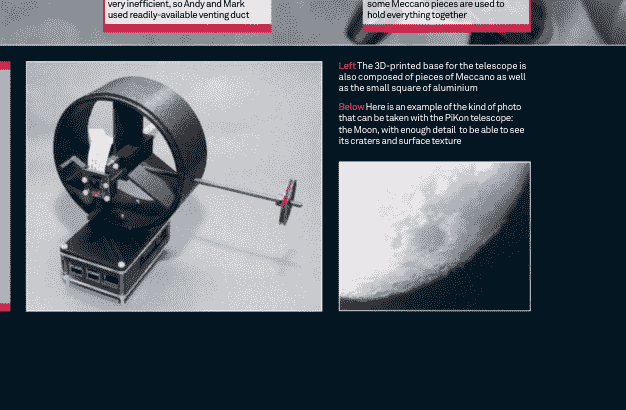 very inefficient, so Andy and Mark
used readily-available venting duct
some Meccano pieces are used to
hold everything together
Left The 3D-printed base for the telescope is
also composed of pieces of Meccano as well
as the small square of aluminium
Below Here is an example of the kind of photo
that can be taken with the PiKon telescope:
the Moon, with enough detail to be able to see
its craters and surface texture